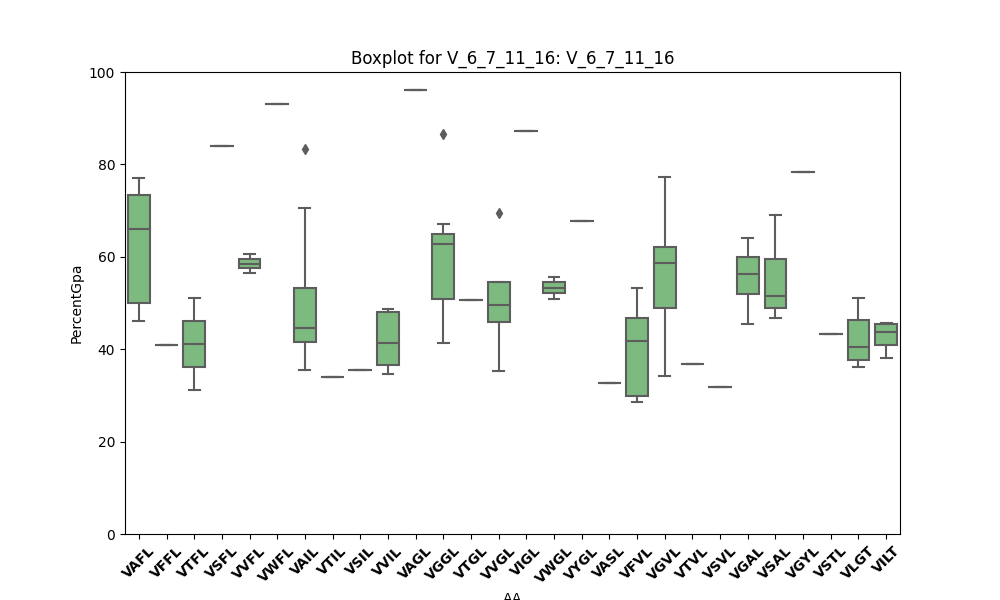 Boxplot for V_6_7_11_16: V_6_7_11_16
100
80
60
40
20
0
PercentGpa
VAFL VFFL VTFL VSFL VVFL VWFL VAIL VTIL VSIL VVIL VAGL VGGL VTGL VVGL VIGL VWGL VYGL VASL VFVL VGVL VTVL VSVL VGAL VSAL VGYL VSTL VLGT VILT
AA